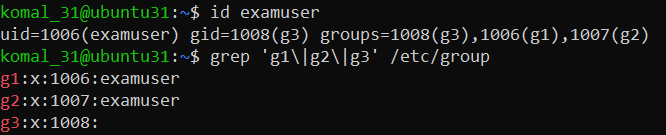 komal_31@ubuntu31:~$ id examuser
uid=1006(examuser) gid=1008(g3) groups=1008(g3),1006(g1),1007(g2)
komal_31@ubuntu31:~$ grep 'g1\|g2\|g3' /etc/group
g1:x:1006:examuser
g2:x:1007:examuser
g3:x:1008: